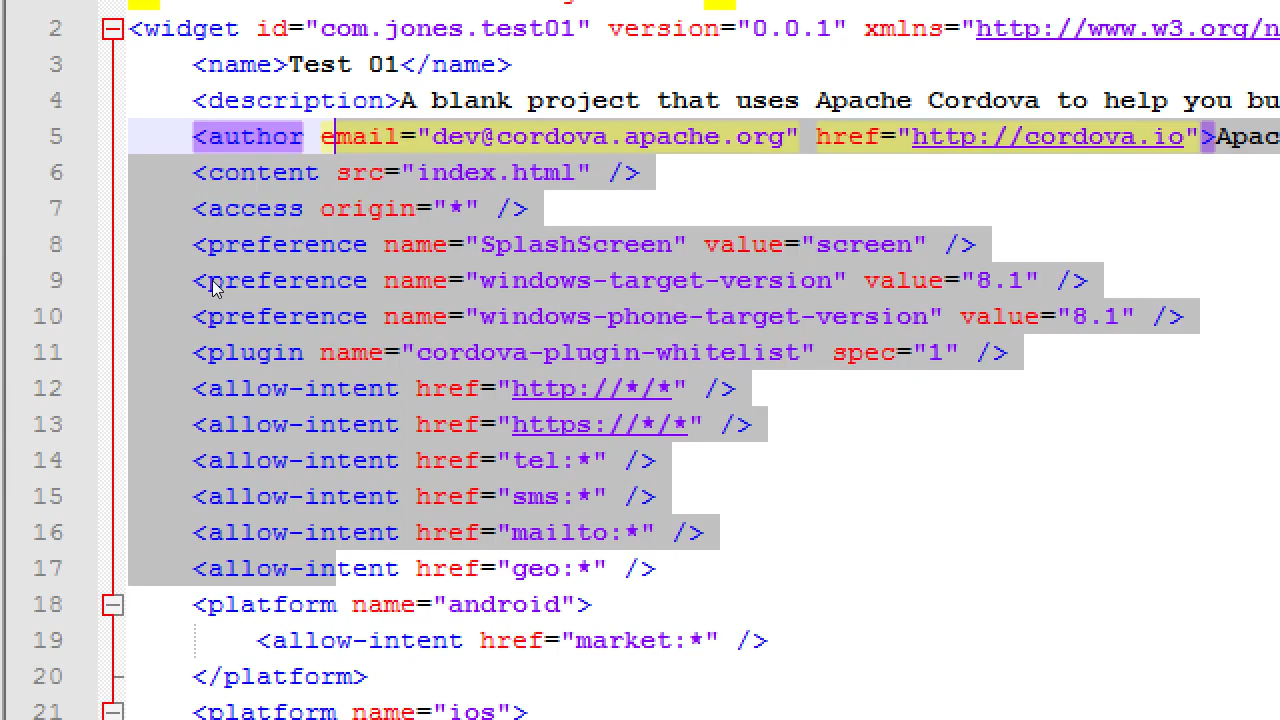 2 <widget id="com.jones.test01" version="0.0.1" xmlns="http://www.w3.org/n
3 <name>Test 01</name>
4 <description>A blank project that uses Apache Cordova to help you bu
5 <author email="dev@cordova.apache.org" href="http://cordova.io">Apac
6 <content src="index.html" />
7 <access origin="*" />
8 <preference name="SplashScreen" value="screen" />
9 <preference name="windows-target-version" value="8.1" />
10 <preference name="windows-phone-target-version" value="8.1" />
11 <plugin name="cordova-plugin-whitelist" spec="1" />
12 <allow-intent href="http://*/*" />
13 <allow-intent href="https://*/*" />
14 <allow-intent href="tel:*" />
15 <allow-intent href="sms:*" />
16 <allow-intent href="mailto:*" />
17 <allow-intent href="geo:*" />
18 <platform name="android">
19 <allow-intent href="market:*" />
20 </platform>
21 <platform name="ios">